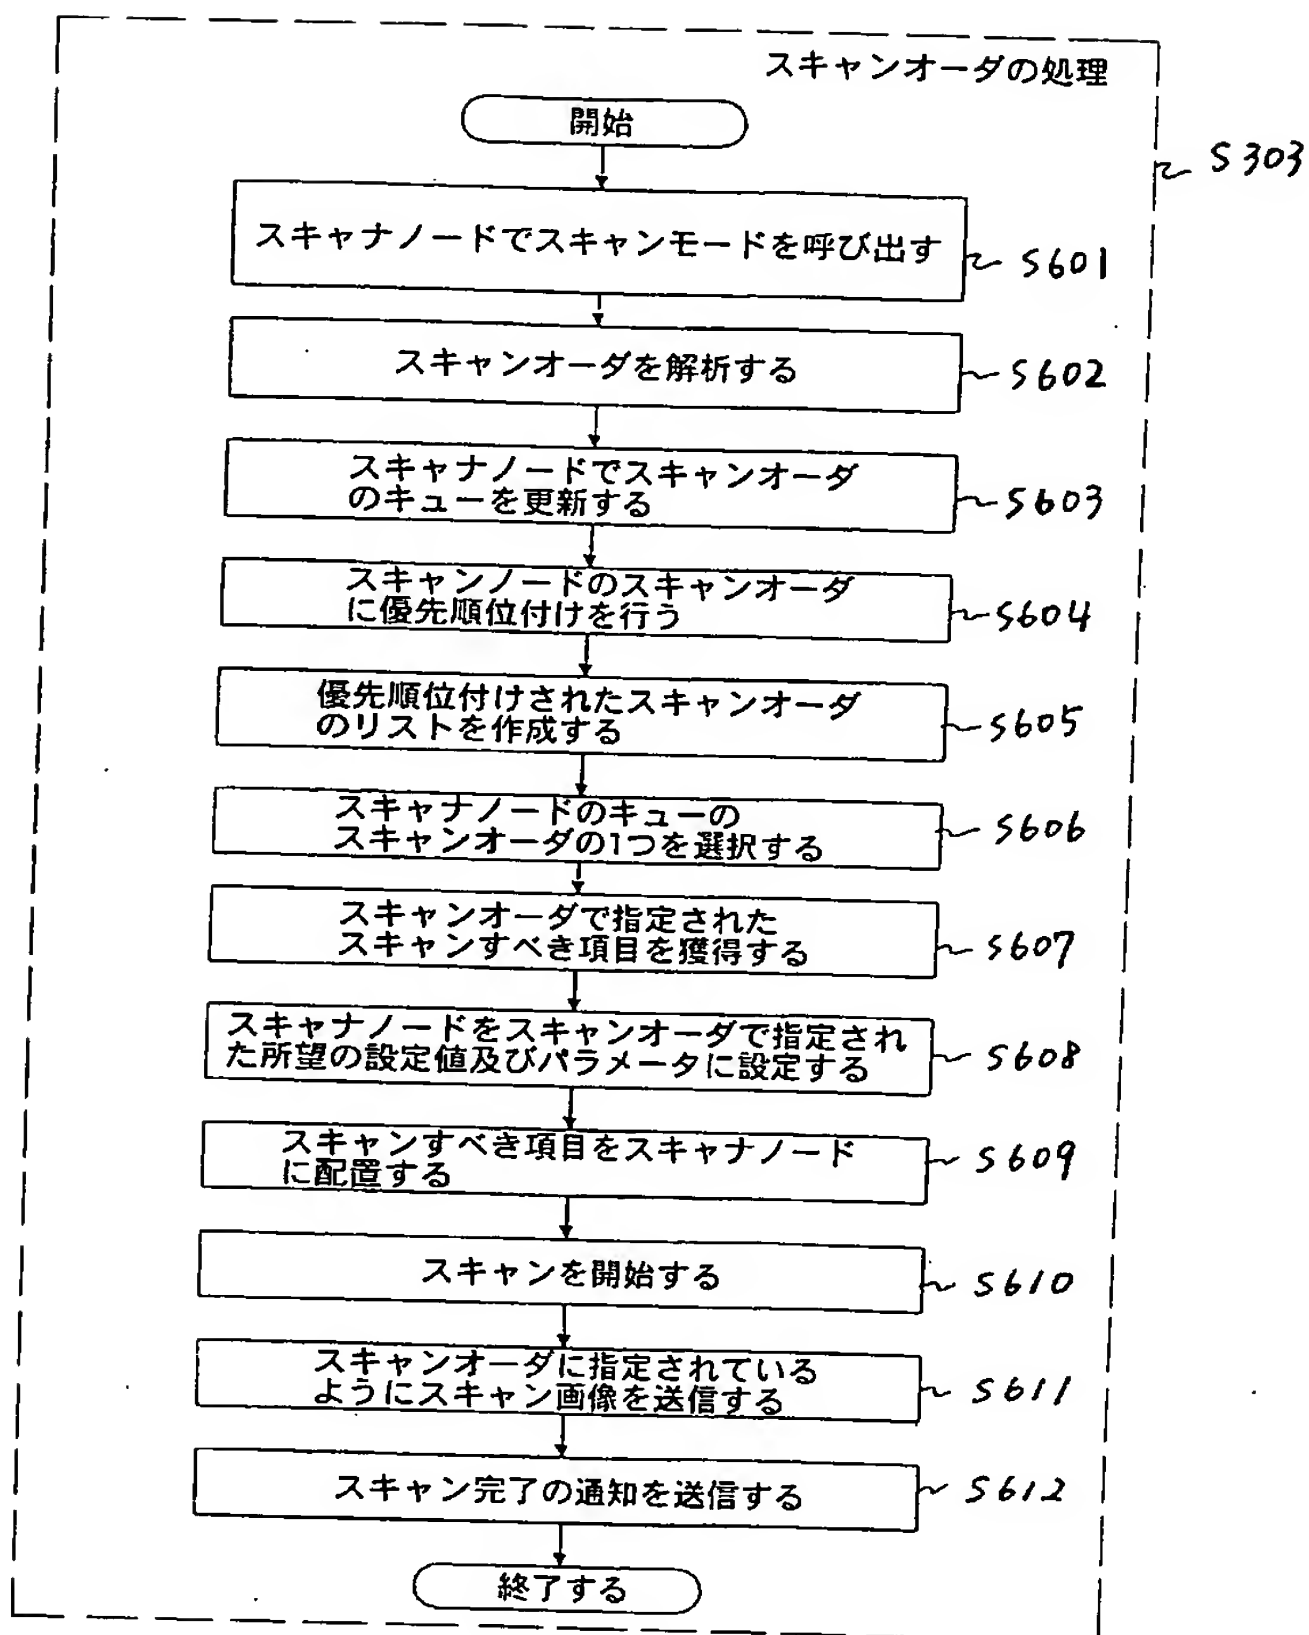 スキャンオーダの処理
開始
S303
スキャナノードでスキャンモードを呼び出す
S601
スキャンオーダを解析する
S602
スキャナノードでスキャンオーダ
のキューを更新する
S603
スキャンノードのスキャンオーダ
に優先順位付けを行う
S604
優先順位付けされたスキャンオーダ
のリストを作成する
S605
スキャナノードのキューの
スキャンオーダの1つを選択する
S606
スキャンオーダで指定された
スキャンすべき項目を獲得する
S607
スキャナノードをスキャンオーダで指定され
た所望の設定値及びパラメータに設定する
S608
スキャンすべき項目をスキャナノード
に配置する
S609
スキャンを開始する
S610
スキャンオーダに指定されている
ようにスキャン画像を送信する
S611
スキャン完了の通知を送信する
S612
終了する